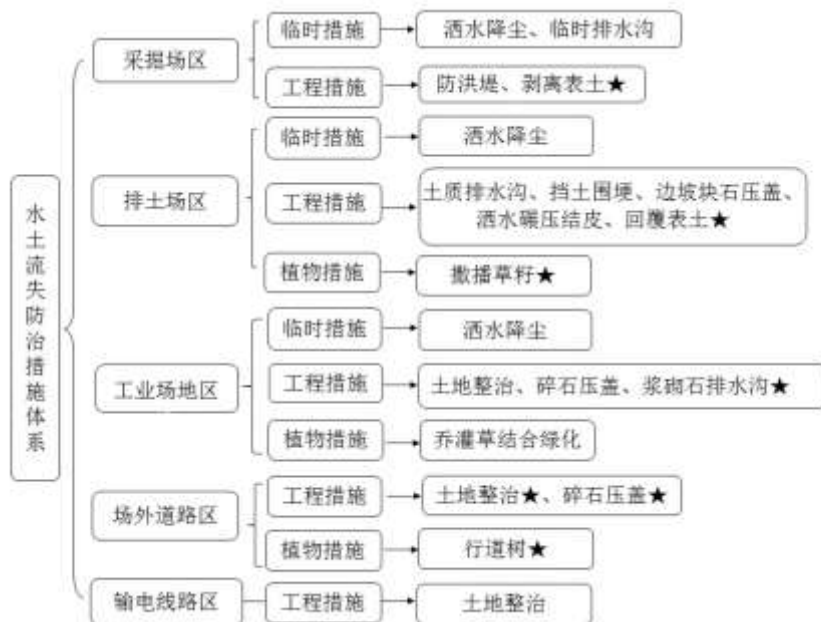 水土流失防治措施体系
采掘场区
临时措施
洒水降尘、临时排水沟
工程措施
防洪堤、剥离表土★
排土场区
临时措施
洒水降尘
工程措施
土质排水沟、挡土围埂、边坡块石压盖、
洒水碾压结皮、回覆表土★
植物措施
撒播草籽★
工业场地区
临时措施
洒水降尘
工程措施
土地整治、碎石压盖、浆砌石排水沟★
植物措施
乔灌草结合绿化
场外道路区
工程措施
土地整治★、碎石压盖★
植物措施
行道树★
输电线路区
工程措施
土地整治